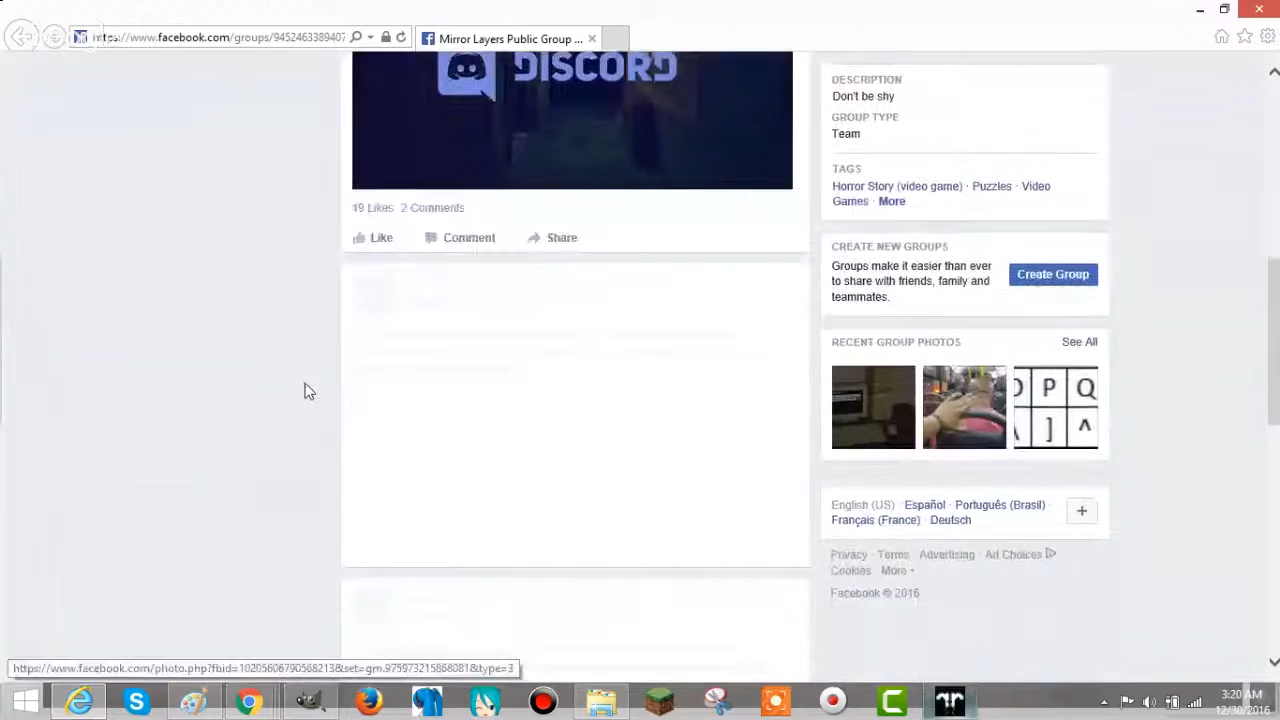 https://www.facebook.com/groups/9452463389407
Mirror Layers Public Group ...
DISCORD
19 Likes 2 Comments
Like Comment Share
DESCRIPTION
Don't be shy
GROUP TYPE
Team
TAGS
Horror Story (video game) · Puzzles · Video
Games · More
CREATE NEW GROUPS
Groups make it easier than ever
to share with friends, family and
teammates.
Create Group
RECENT GROUP PHOTOS
See All
O P Q
\ ] ^
English (US) · Español · Português (Brasil) ·
Français (France) · Deutsch
Privacy · Terms · Advertising · Ad Choices
Cookies · More
Facebook © 2016
https://www.facebook.com/photo.php?fbid=10205606790568213&set=gm.975973215868081&type=3
3:20 AM
12/30/2016